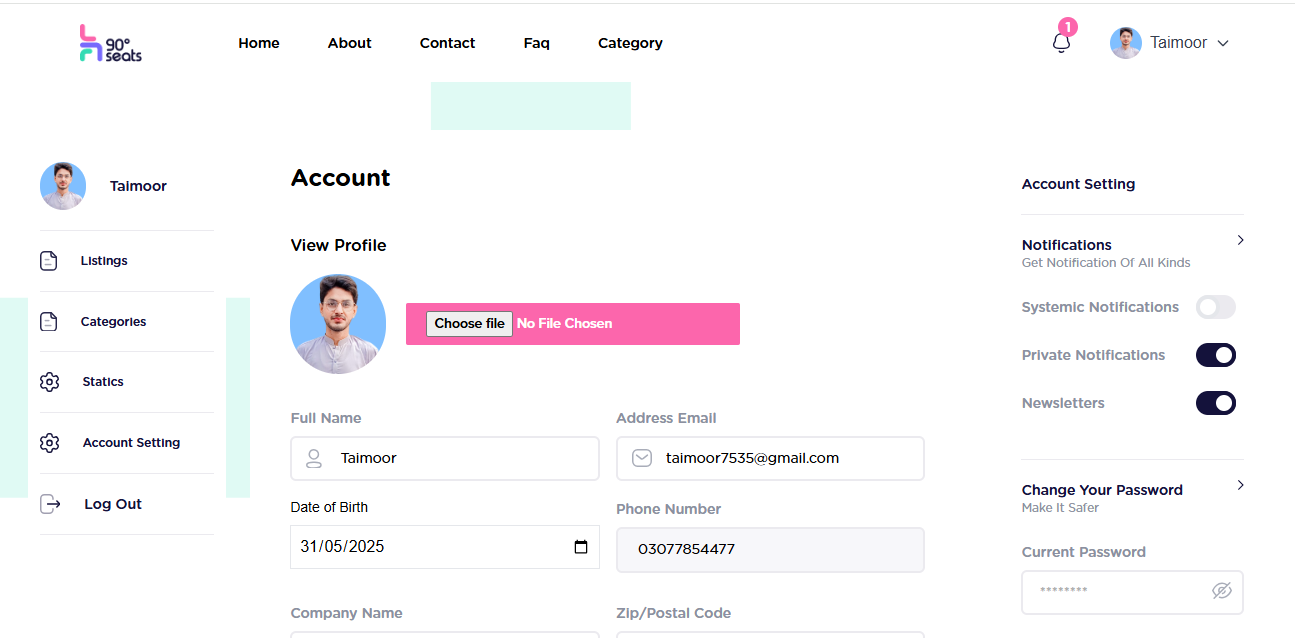 90°
seats
Home
About
Contact
Faq
Category
1
Taimoor
Taimoor
Listings
Categories
Statics
Account Setting
Log Out
Account
View Profile
Choose file No File Chosen
Full Name
Taimoor
Address Email
taimoor7535@gmail.com
Date of Birth
31/05/2025
Phone Number
03077854477
Company Name
Zip/Postal Code
Account Setting
Notifications
Get Notification Of All Kinds
Systemic Notifications
Private Notifications
Newsletters
Change Your Password
Make It Safer
Current Password
********